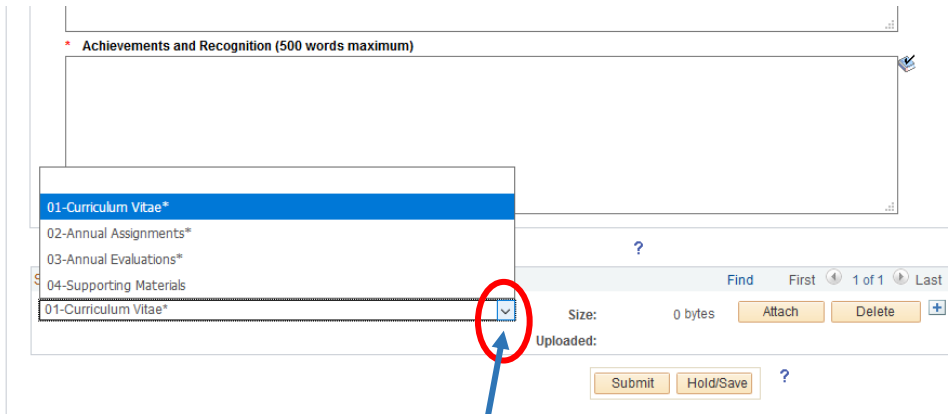 * Achievements and Recognition (500 words maximum)
01-Curriculum Vitae*
02-Annual Assignments*
03-Annual Evaluations*
?
04-Supporting Materials
S
Find First 1 of 1 Last
01-Curriculum Vitae*
Size: 0 bytes Attach Delete +
Uploaded:
Submit Hold/Save ?